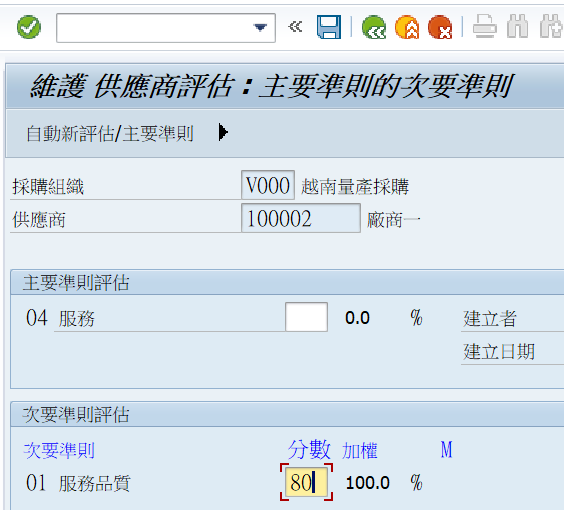 維護 供應商評估：主要準則的次要準則
自動新評估/主要準則
採購組織 V000 越南量產採購
供應商 100002 廠商一
主要準則評估
04 服務 0.0 % 建立者
建立日期
次要準則評估
次要準則 分數 加權 M
01 服務品質 80 100.0 %